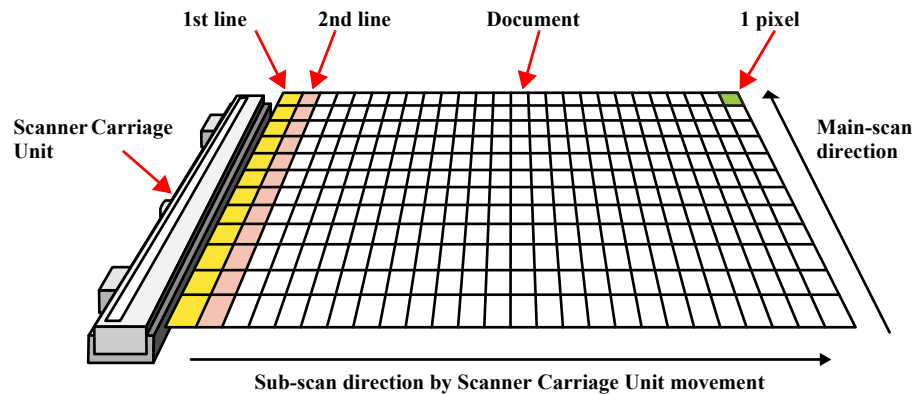 1st line
2nd line
Document
1 pixel
Scanner Carriage
Unit
Main-scan
direction
Sub-scan direction by Scanner Carriage Unit movement